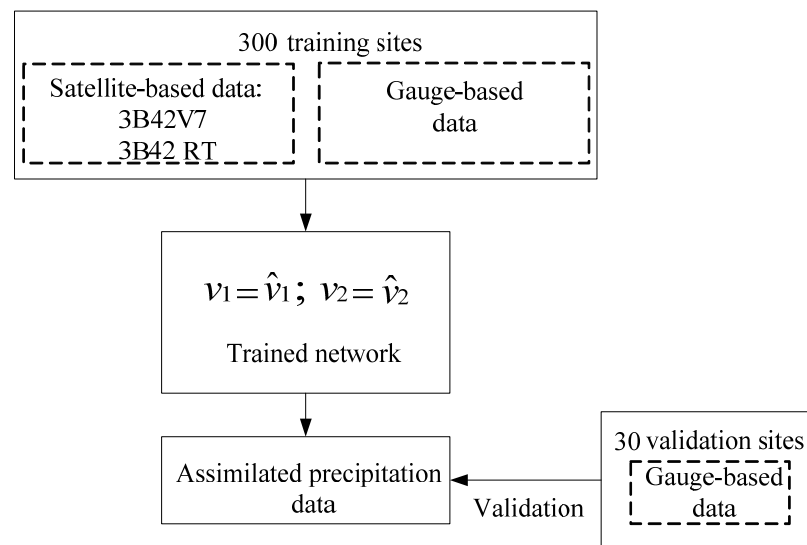 300 training sites
Satellite-based data:
3B42V7
3B42 RT
Gauge-based
data
v1 = v̂1 ; v2 = v̂2
Trained network
Assimilated precipitation
data
Validation
30 validation sites
Gauge-based
data